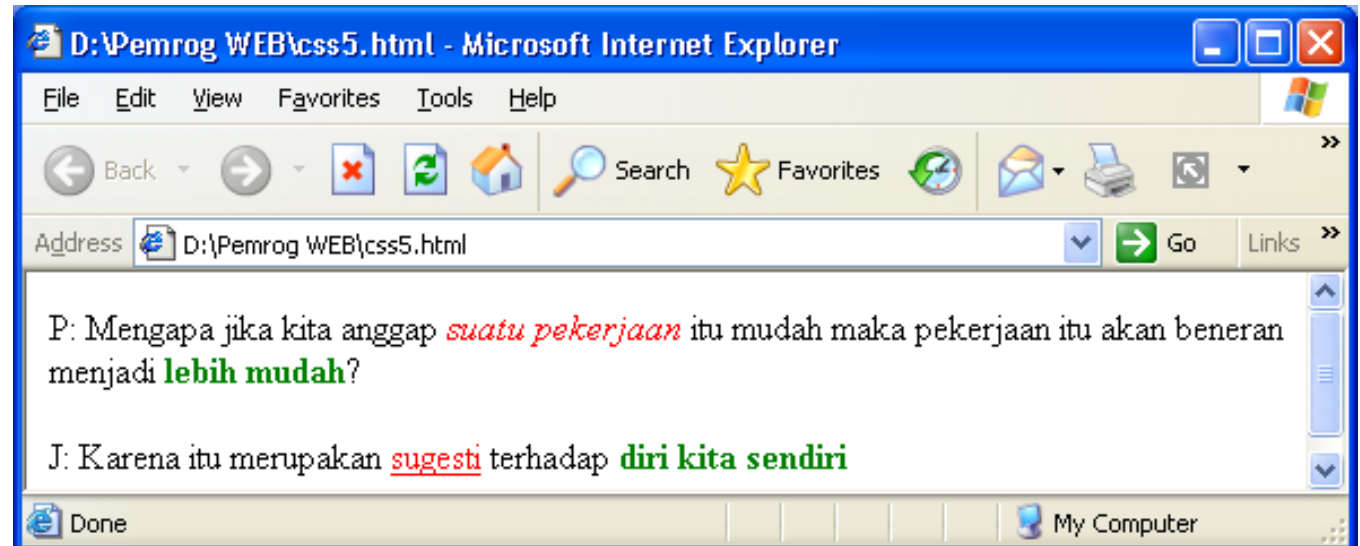 D:\Pemrog WEB\css5.html - Microsoft Internet Explorer
File Edit View Favorites Tools Help
Back Search Favorites »
Address D:\Pemrog WEB\css5.html Go Links »
P: Mengapa jika kita anggap suatu pekerjaan itu mudah maka pekerjaan itu akan beneran
menjadi lebih mudah?
J: Karena itu merupakan sugesti terhadap diri kita sendiri
Done My Computer